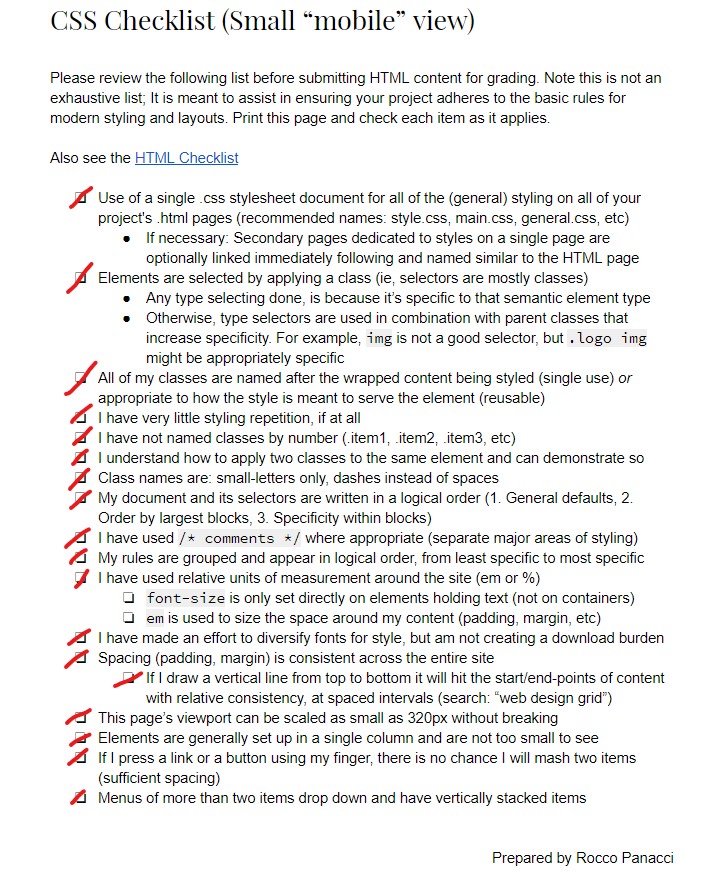 CSS Checklist (Small “mobile” view)
Please review the following list before submitting HTML content for grading. Note this is not an
exhaustive list; It is meant to assist in ensuring your project adheres to the basic rules for
modern styling and layouts. Print this page and check each item as it applies.
Also see the HTML Checklist
Use of a single .css stylesheet document for all of the (general) styling on all of your
project's .html pages (recommended names: style.css, main.css, general.css, etc)
● If necessary: Secondary pages dedicated to styles on a single page are
optionally linked immediately following and named similar to the HTML page
Elements are selected by applying a class (ie, selectors are mostly classes)
● Any type selecting done, is because it’s specific to that semantic element type
● Otherwise, type selectors are used in combination with parent classes that
increase specificity. For example, img is not a good selector, but .logo img
might be appropriately specific
All of my classes are named after the wrapped content being styled (single use) or
appropriate to how the style is meant to serve the element (reusable)
I have very little styling repetition, if at all
I have not named classes by number (.item1, .item2, .item3, etc)
I understand how to apply two classes to the same element and can demonstrate so
Class names are: small-letters only, dashes instead of spaces
My document and its selectors are written in a logical order (1. General defaults, 2.
Order by largest blocks, 3. Specificity within blocks)
I have used /* comments */ where appropriate (separate major areas of styling)
My rules are grouped and appear in logical order, from least specific to most specific
I have used relative units of measurement around the site (em or %)
❏ font-size is only set directly on elements holding text (not on containers)
❏ em is used to size the space around my content (padding, margin, etc)
I have made an effort to diversify fonts for style, but am not creating a download burden
Spacing (padding, margin) is consistent across the entire site
If I draw a vertical line from top to bottom it will hit the start/end-points of content
with relative consistency, at spaced intervals (search: “web design grid”)
This page’s viewport can be scaled as small as 320px without breaking
Elements are generally set up in a single column and are not too small to see
If I press a link or a button using my finger, there is no chance I will mash two items
(sufficient spacing)
Menus of more than two items drop down and have vertically stacked items
Prepared by Rocco Panacci